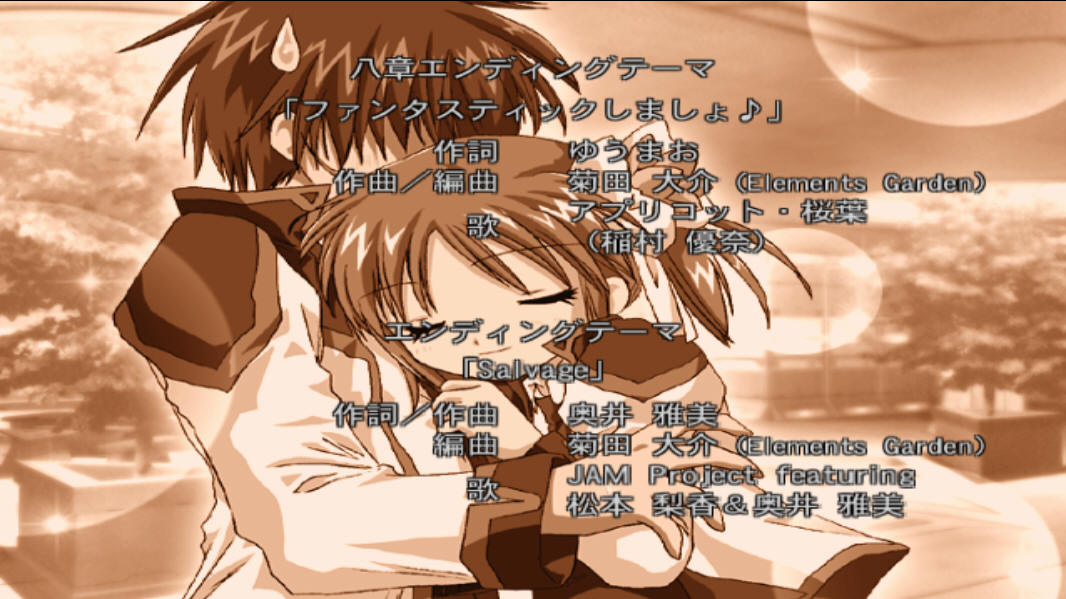 八章エンディングテーマ
「ファンタスティックしましょ♪」
作詞 ゆうまお
作曲／編曲 菊田 大介 (Elements Garden)
歌 アプリコット・桜葉
(稲村 優奈)
エンディングテーマ
「Salvage」
作詞／作曲 奥井 雅美
編曲 菊田 大介 (Elements Garden)
歌 JAM Project featuring
松本 梨香＆奥井 雅美